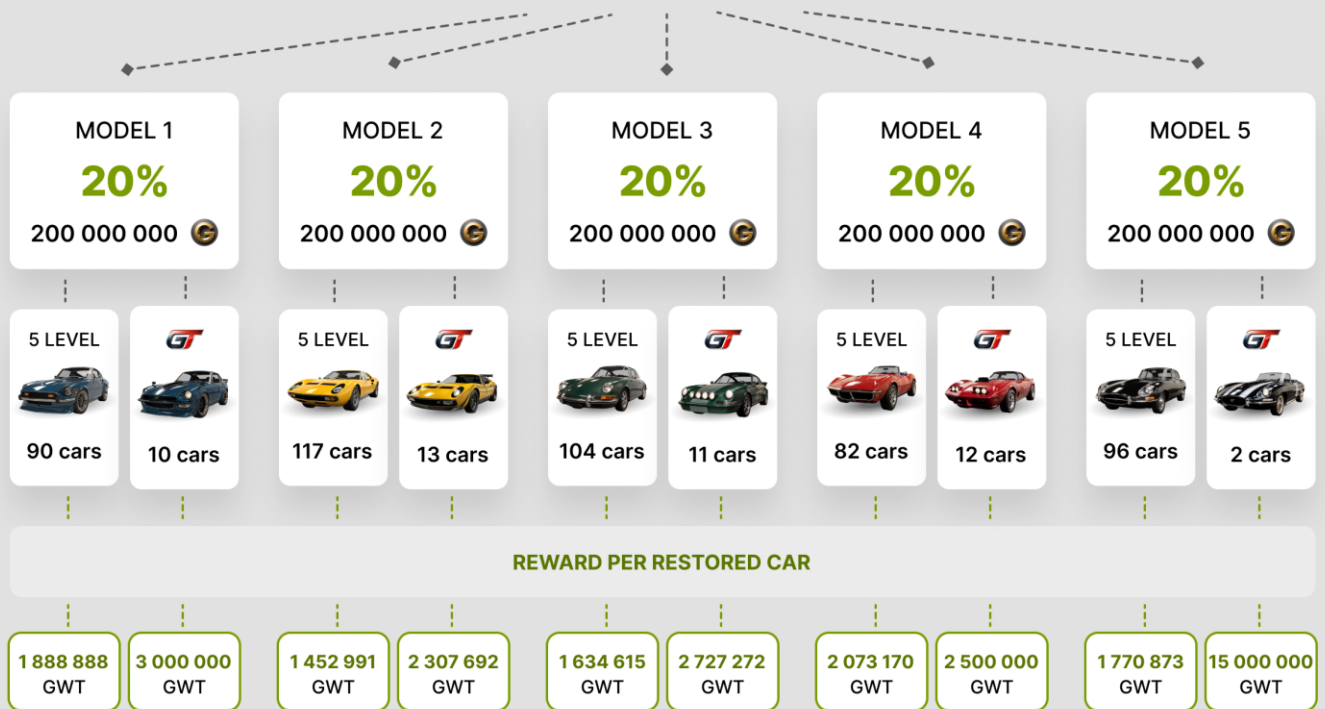 MODEL 1
20%
200 000 000 G
MODEL 2
20%
200 000 000 G
MODEL 3
20%
200 000 000 G
MODEL 4
20%
200 000 000 G
MODEL 5
20%
200 000 000 G
5 LEVEL
90 cars
GT
10 cars
5 LEVEL
117 cars
GT
13 cars
5 LEVEL
104 cars
GT
11 cars
5 LEVEL
82 cars
GT
12 cars
5 LEVEL
96 cars
GT
2 cars
REWARD PER RESTORED CAR
1 888 888
GWT
3 000 000
GWT
1 452 991
GWT
2 307 692
GWT
1 634 615
GWT
2 727 272
GWT
2 073 170
GWT
2 500 000
GWT
1 770 873
GWT
15 000 000
GWT